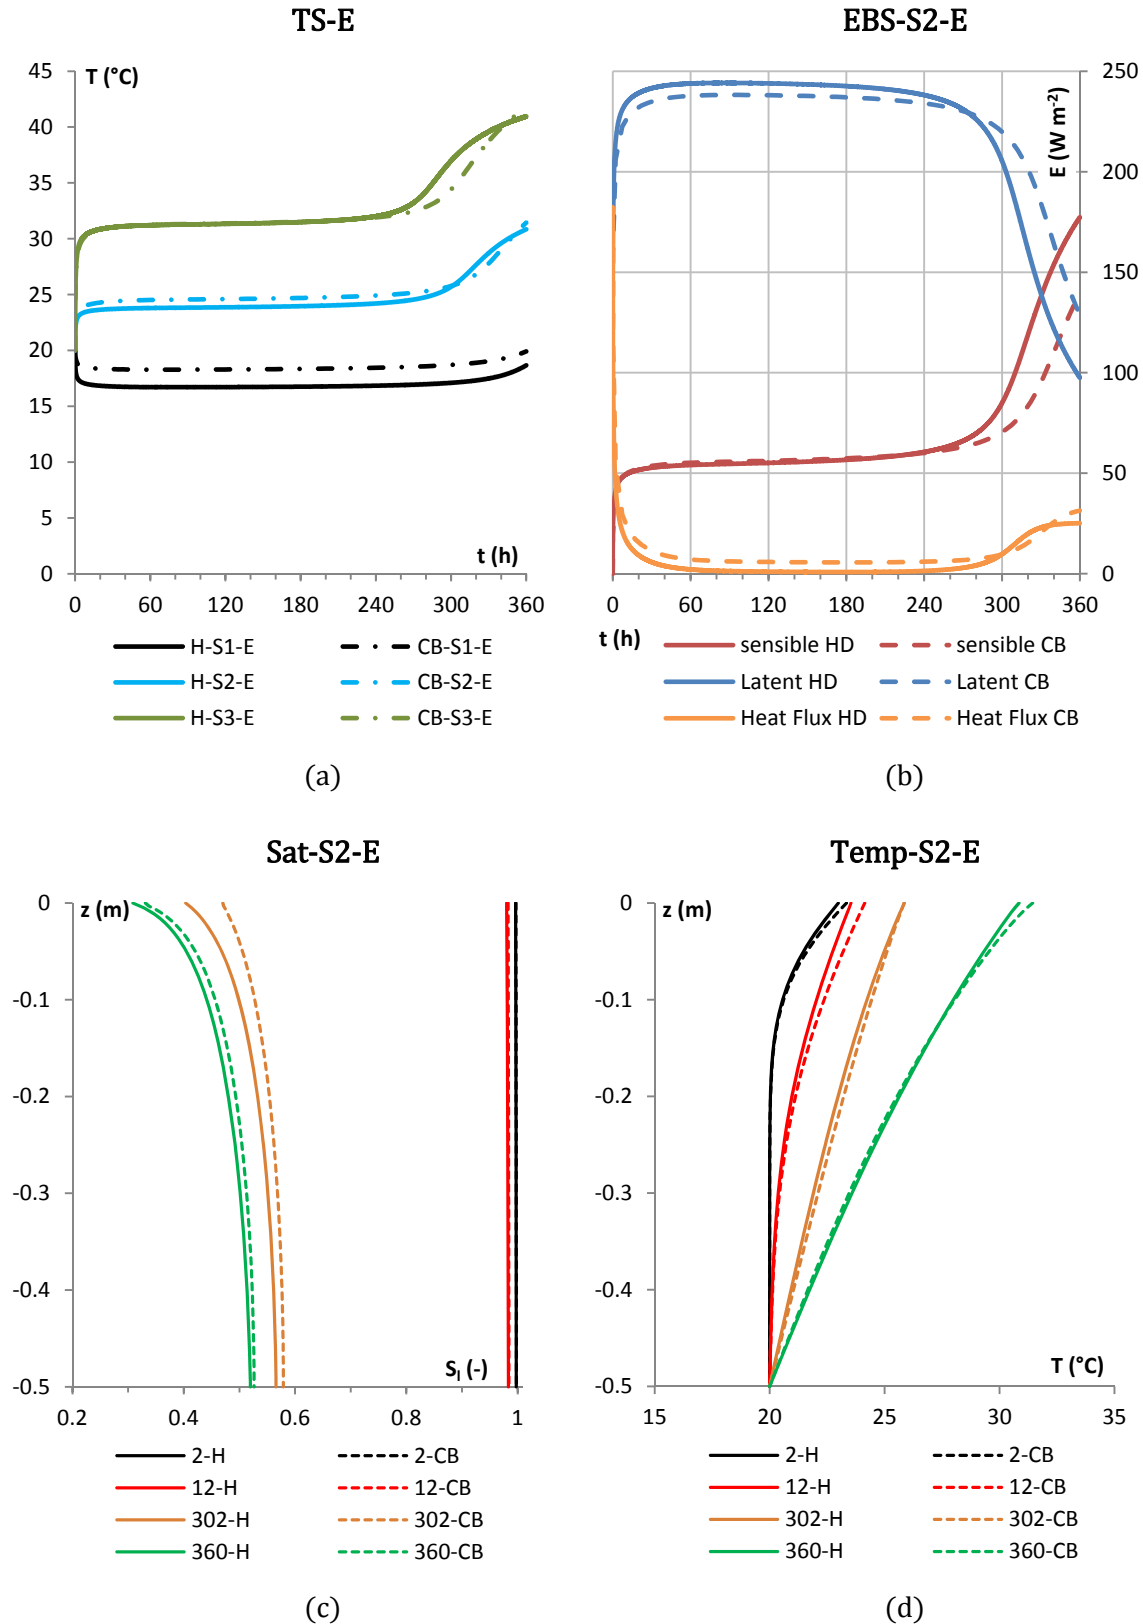 TS-E
T (°C)
45
40
35
30
25
20
15
10
5
0
t (h)
0 60 120 180 240 300 360
H-S1-E CB-S1-E
H-S2-E CB-S2-E
H-S3-E CB-S3-E
(a)
EBS-S2-E
E (W m-2)
250
200
150
100
50
0
0 60 120 180 240 300 360
t (h)
sensible HD sensible CB
Latent HD Latent CB
Heat Flux HD Heat Flux CB
(b)
Sat-S2-E
z (m)
0
-0.1
-0.2
-0.3
-0.4
-0.5
Sl (-)
0.2 0.4 0.6 0.8 1
2-H 2-CB
12-H 12-CB
302-H 302-CB
360-H 360-CB
(c)
Temp-S2-E
z (m)
0
-0.1
-0.2
-0.3
-0.4
-0.5
T (°C)
15 20 25 30 35
2-H 2-CB
12-H 12-CB
302-H 302-CB
360-H 360-CB
(d)